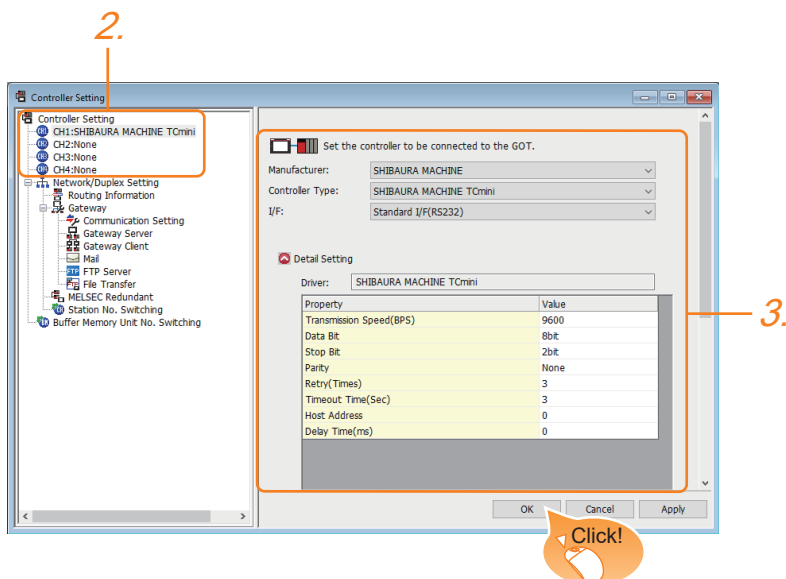 2.
Controller Setting
Controller Setting
CH1:SHIBAURA MACHINE TCmini
CH2:None
CH3:None
CH4:None
Network/Duplex Setting
Routing Information
Gateway
Communication Setting
Gateway Server
Gateway Client
Mail
FTP FTP Server
File Transfer
MELSEC Redundant
Station No. Switching
Buffer Memory Unit No. Switching
Set the controller to be connected to the GOT.
Manufacturer: SHIBAURA MACHINE
Controller Type: SHIBAURA MACHINE TCmini
I/F: Standard I/F(RS232)
Detail Setting
Driver: SHIBAURA MACHINE TCmini
Property Value
Transmission Speed(BPS) 9600
Data Bit 8bit
Stop Bit 2bit
Parity None
Retry(Times) 3
Timeout Time(Sec) 3
Host Address 0
Delay Time(ms) 0
3.
OK Cancel Apply
Click!